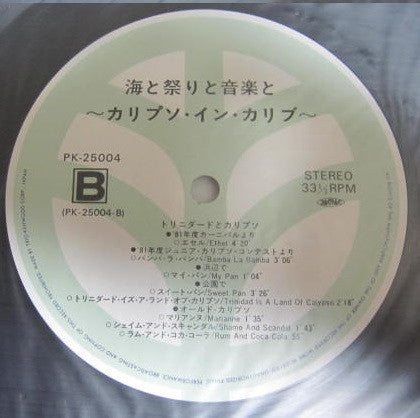 海と祭りと音楽と
〜カリプソ・イン・カリブ〜
PK-25004
B
(PK-25004-B)
STEREO
33⅓RPM
トリニダードとカリプソ
●'81年度カーニバルより
○エセル/Ethel 4'20"
●'81年度ジュニア・カリプソ・コンテストより
○バンバ・ラ・バンバ/Bamba La Bamba 3'06"
●浜辺で
○マイ・パン/My Pan 1'04"
●公園で
○スイート・パン/Sweet Pan 3'26"
○トリニダード・イズ・ア・ランド・オブ・カリプソ/Trinidad Is A Land Of Calypso 2'18"
●オールド・カリプソ
○マリアンヌ/Marianne 1'35"
○シェイム・アンド・スキャンダル/Shame And Scandal 1'43"
○ラム・アンド・コカ・コーラ/Rum And Coca-Cola 55"